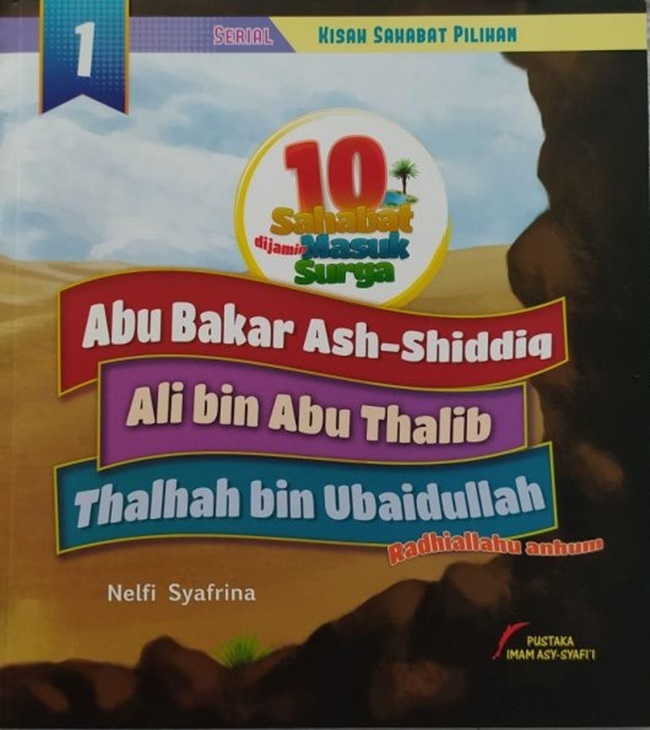 1
SERIAL KISAH SAHABAT PILIHAN
10
Sahabat
dijamin Masuk
Surga
Abu Bakar Ash-Shiddiq
Ali bin Abu Thalib
Thalhah bin Ubaidullah
Radhiallahu anhum
Nelfi Syafrina
PUSTAKA
IMAM ASY-SYAFI'I